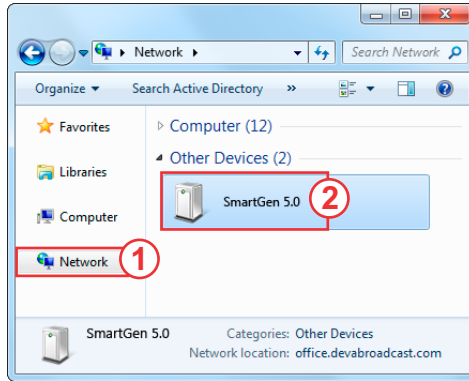 Network
Search Network
Organize
Search Active Directory
»
Favorites
Computer (12)
Libraries
Other Devices (2)
SmartGen 5.0
2
Computer
Network
1
SmartGen 5.0
Categories: Other Devices
Network location: office.devabroadcast.com